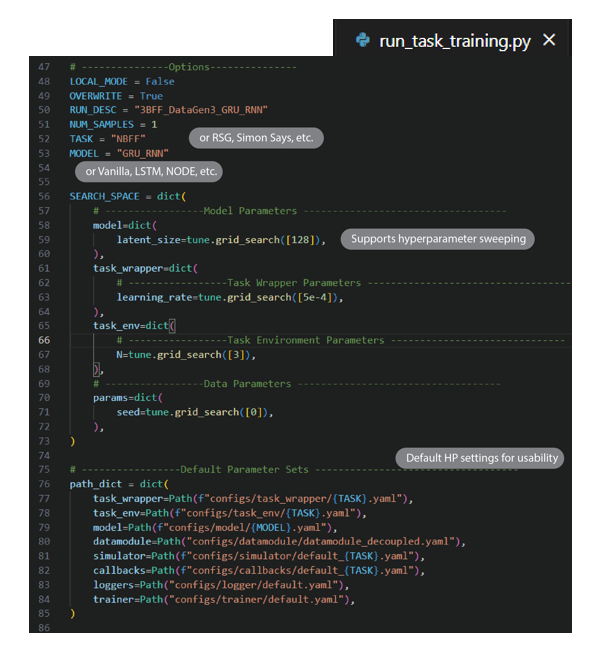 run_task_training.py ×
47 # ---------------Options---------------
48 LOCAL_MODE = False
49 OVERWRITE = True
50 RUN_DESC = "3BFF_DataGen3_GRU_RNN"
51 NUM_SAMPLES = 1
52 TASK = "NBFF" or RSG, Simon Says, etc.
53 MODEL = "GRU_RNN"
54 or Vanilla, LSTM, NODE, etc.
55
56 SEARCH_SPACE = dict(
57 # -----------------Model Parameters -----------------------------------
58 model=dict(
59 latent_size=tune.grid_search([128]), Supports hyperparameter sweeping
60 ),
61 task_wrapper=dict(
62 # -----------------Task Wrapper Parameters -----------------------------------
63 learning_rate=tune.grid_search([5e-4]),
64 ),
65 task_env=dict(
66 # -----------------Task Environment Parameters ------------------------------
67 N=tune.grid_search([3]),
68 ),
69 # -----------------Data Parameters -----------------------------------
70 params=dict(
71 seed=tune.grid_search([0]),
72 ),
73 )
74 Default HP settings for usability
75 # -----------------Default Parameter Sets -----------------------------------
76 path_dict = dict(
77 task_wrapper=Path(f"configs/task_wrapper/{TASK}.yaml"),
78 task_env=Path(f"configs/task_env/{TASK}.yaml"),
79 model=Path(f"configs/model/{MODEL}.yaml"),
80 datamodule=Path("configs/datamodule/datamodule_decoupled.yaml"),
81 simulator=Path(f"configs/simulator/default_{TASK}.yaml"),
82 callbacks=Path(f"configs/callbacks/default_{TASK}.yaml"),
83 loggers=Path("configs/logger/default.yaml"),
84 trainer=Path("configs/trainer/default.yaml"),
85 )
86